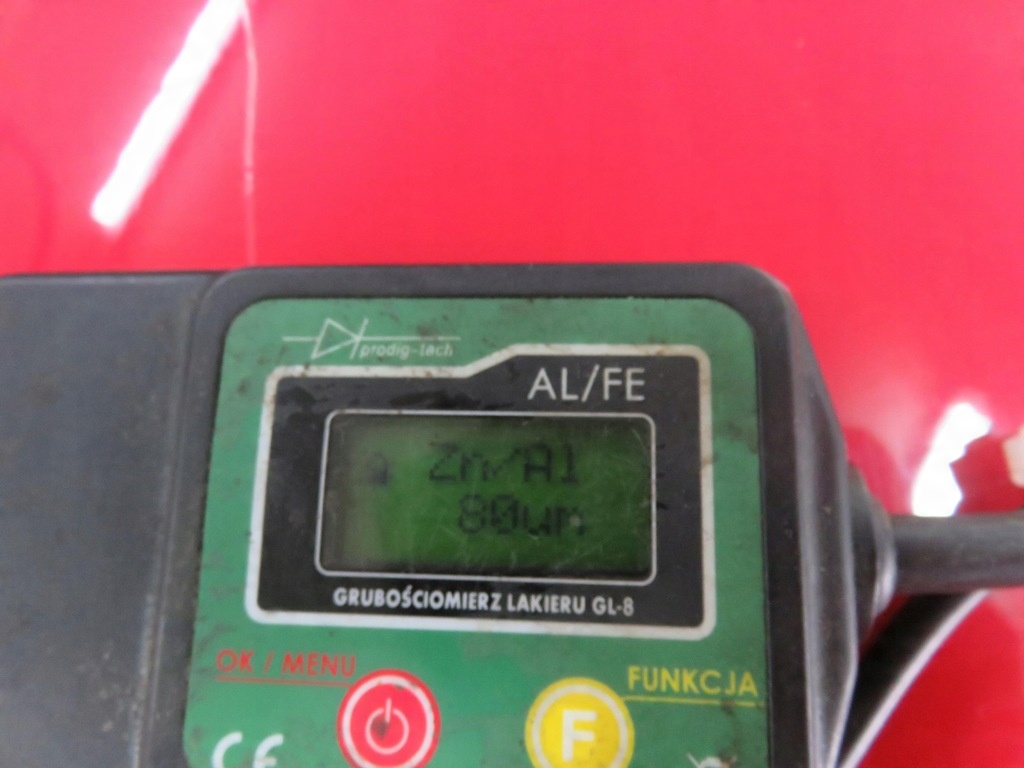 prodig-tech
AL/FE
Zn/Al
80um
GRUBOŚCIOMIERZ LAKIERU GL-8
OK / MENU
FUNKCJA
F
CE